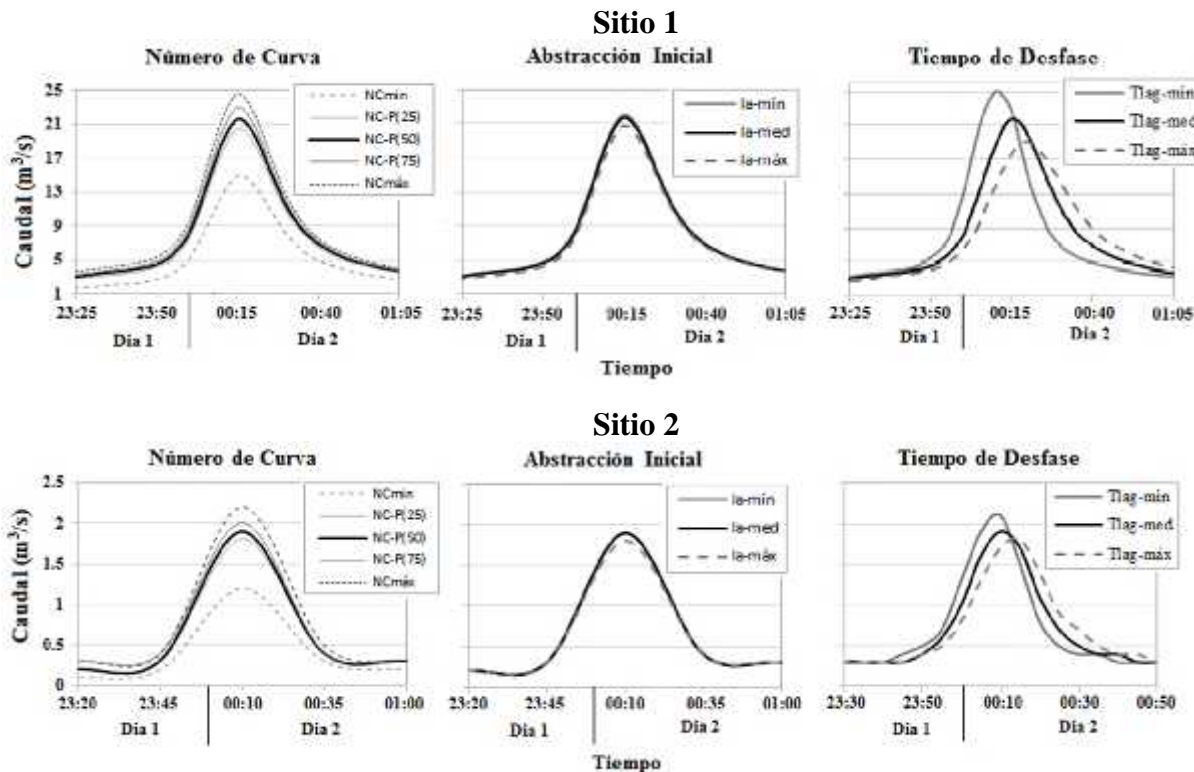 Sitio 1
Número de Curva
Abstracción Inicial
Tiempo de Desfase
Caudal (m³/s)
25
21
17
13
9
5
1
NCmin
NC-P(25)
NC-P(50)
NC-P(75)
NCmáx
Ia-mín
Ia-med
Ia-máx
Tlag-mín
Tlag-med
Tlag-máx
23:25 23:50 00:15 00:40 01:05
23:25 23:50 00:15 00:40 01:05
23:25 23:50 00:15 00:40 01:05
Día 1 Día 2
Día 1 Día 2
Día 1 Día 2
Tiempo
Sitio 2
Número de Curva
Abstracción Inicial
Tiempo de Desfase
Caudal (m³/s)
2.5
2
1.5
1
0.5
0
NCmin
NC-P(25)
NC-P(50)
NC-P(75)
NCmáx
Ia-mín
Ia-med
Ia-máx
Tlag-mín
Tlag-med
Tlag-máx
23:20 23:45 00:10 00:35 01:00
23:20 23:45 00:10 00:35 01:00
23:30 23:50 00:10 00:30 00:50
Día 1 Día 2
Día 1 Día 2
Día 1 Día 2
Tiempo